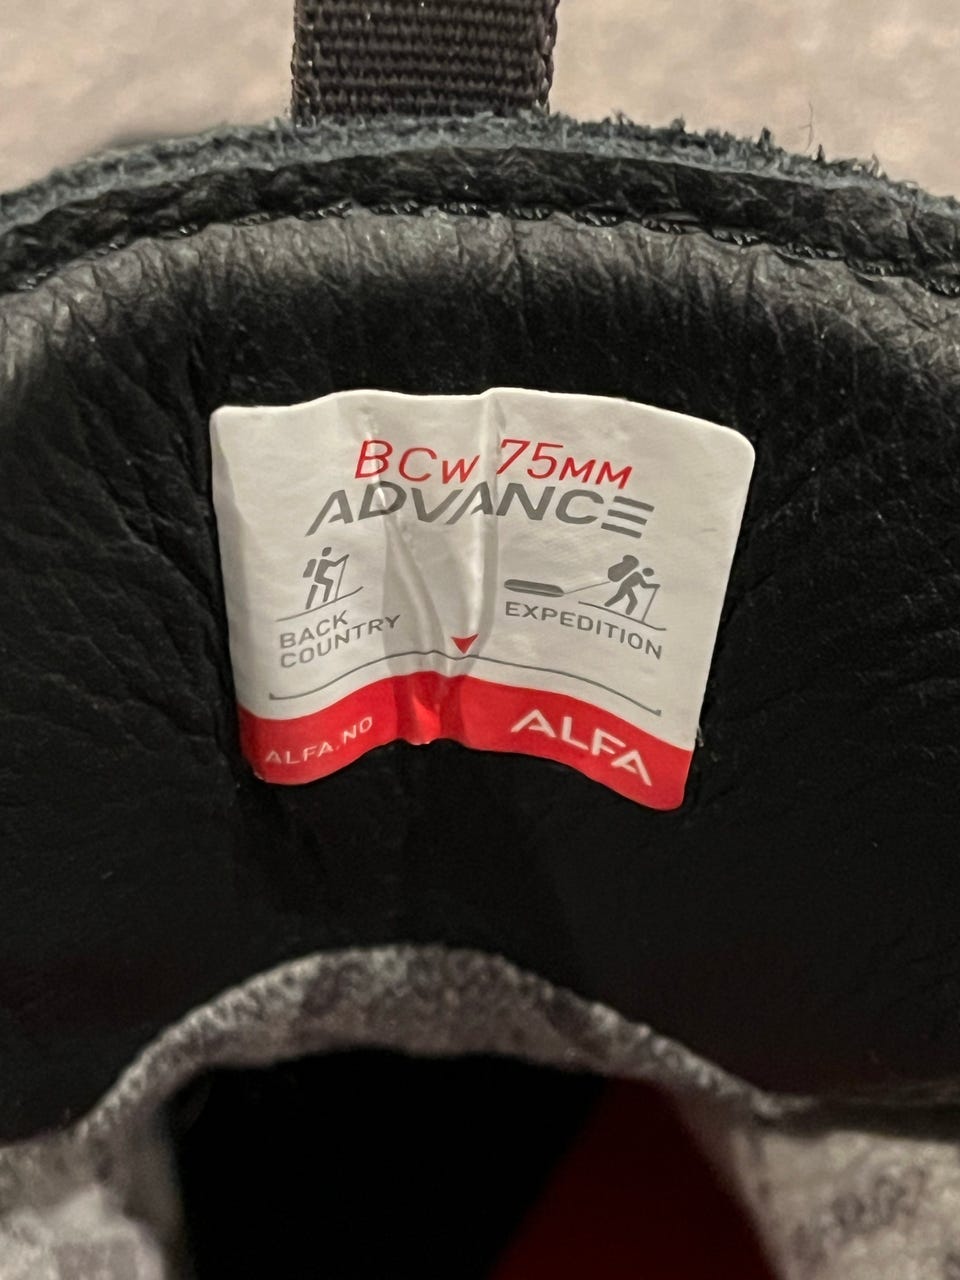 BCW 75MM
ADVANCE
BACK
COUNTRY
EXPEDITION
ALFA.NO
ALFA